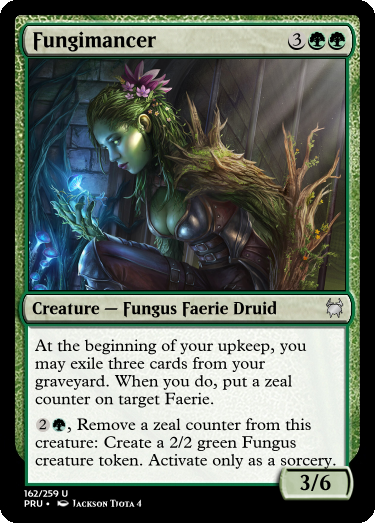 Fungimancer 3
Creature — Fungus Faerie Druid
At the beginning of your upkeep, you
may exile three cards from your
graveyard. When you do, put a zeal
counter on target Faerie.
2, Remove a zeal counter from this
creature: Create a 2/2 green Fungus
creature token. Activate only as a sorcery.
3/6
162/259 U
PRU • Jackson Tjota 4